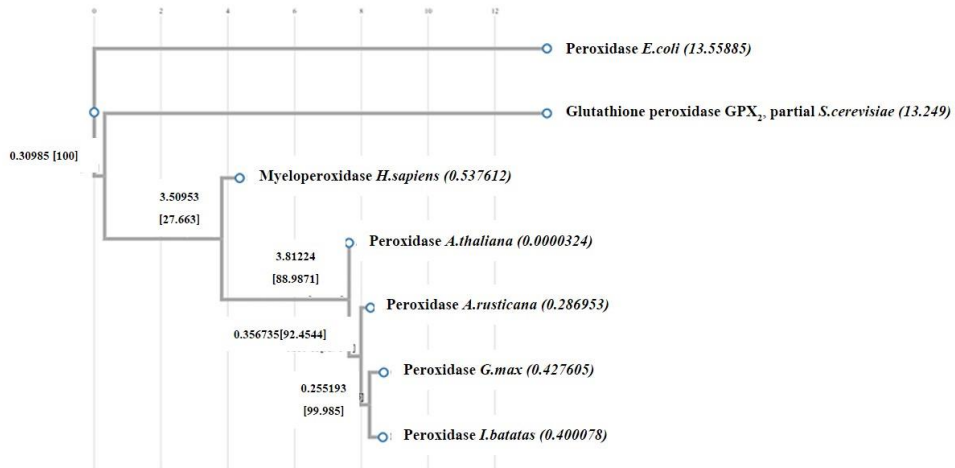 0 2 4 6 8 10 12
Peroxidase E.coli (13.55885)
Glutathione peroxidase GPX2, partial S.cerevisiae (13.249)
0.30985 [100]
Myeloperoxidase H.sapiens (0.537612)
3.50953
[27.663]
Peroxidase A.thaliana (0.0000324)
3.81224
[88.9871]
Peroxidase A.rusticana (0.286953)
0.356735[92.4544]
Peroxidase G.max (0.427605)
0.255193
[99.985]
Peroxidase I.batatas (0.400078)